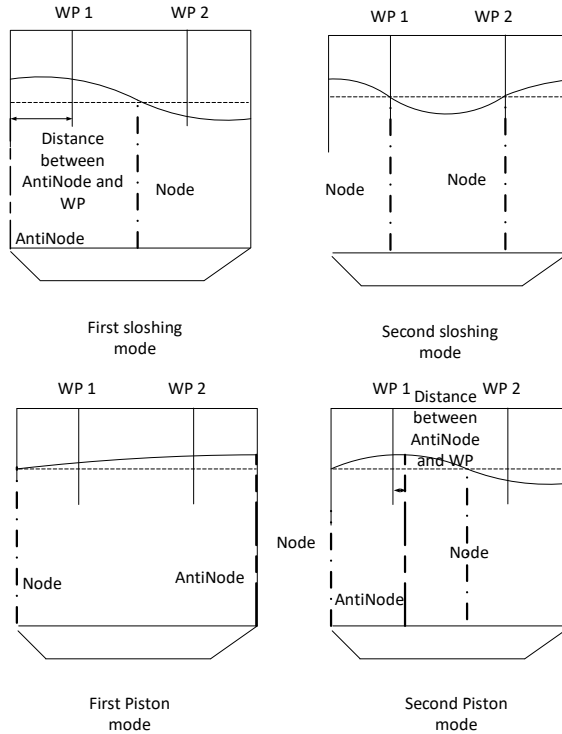 WP 1
WP 2
Distance
between
AntiNode and
WP
Node
AntiNode
First sloshing
mode
WP 1
WP 2
Node
Node
Second sloshing
mode
WP 1
WP 2
Node
AntiNode
First Piston
mode
WP 1
WP 2
Distance
between
AntiNode
and WP
Node
Node
AntiNode
Second Piston
mode